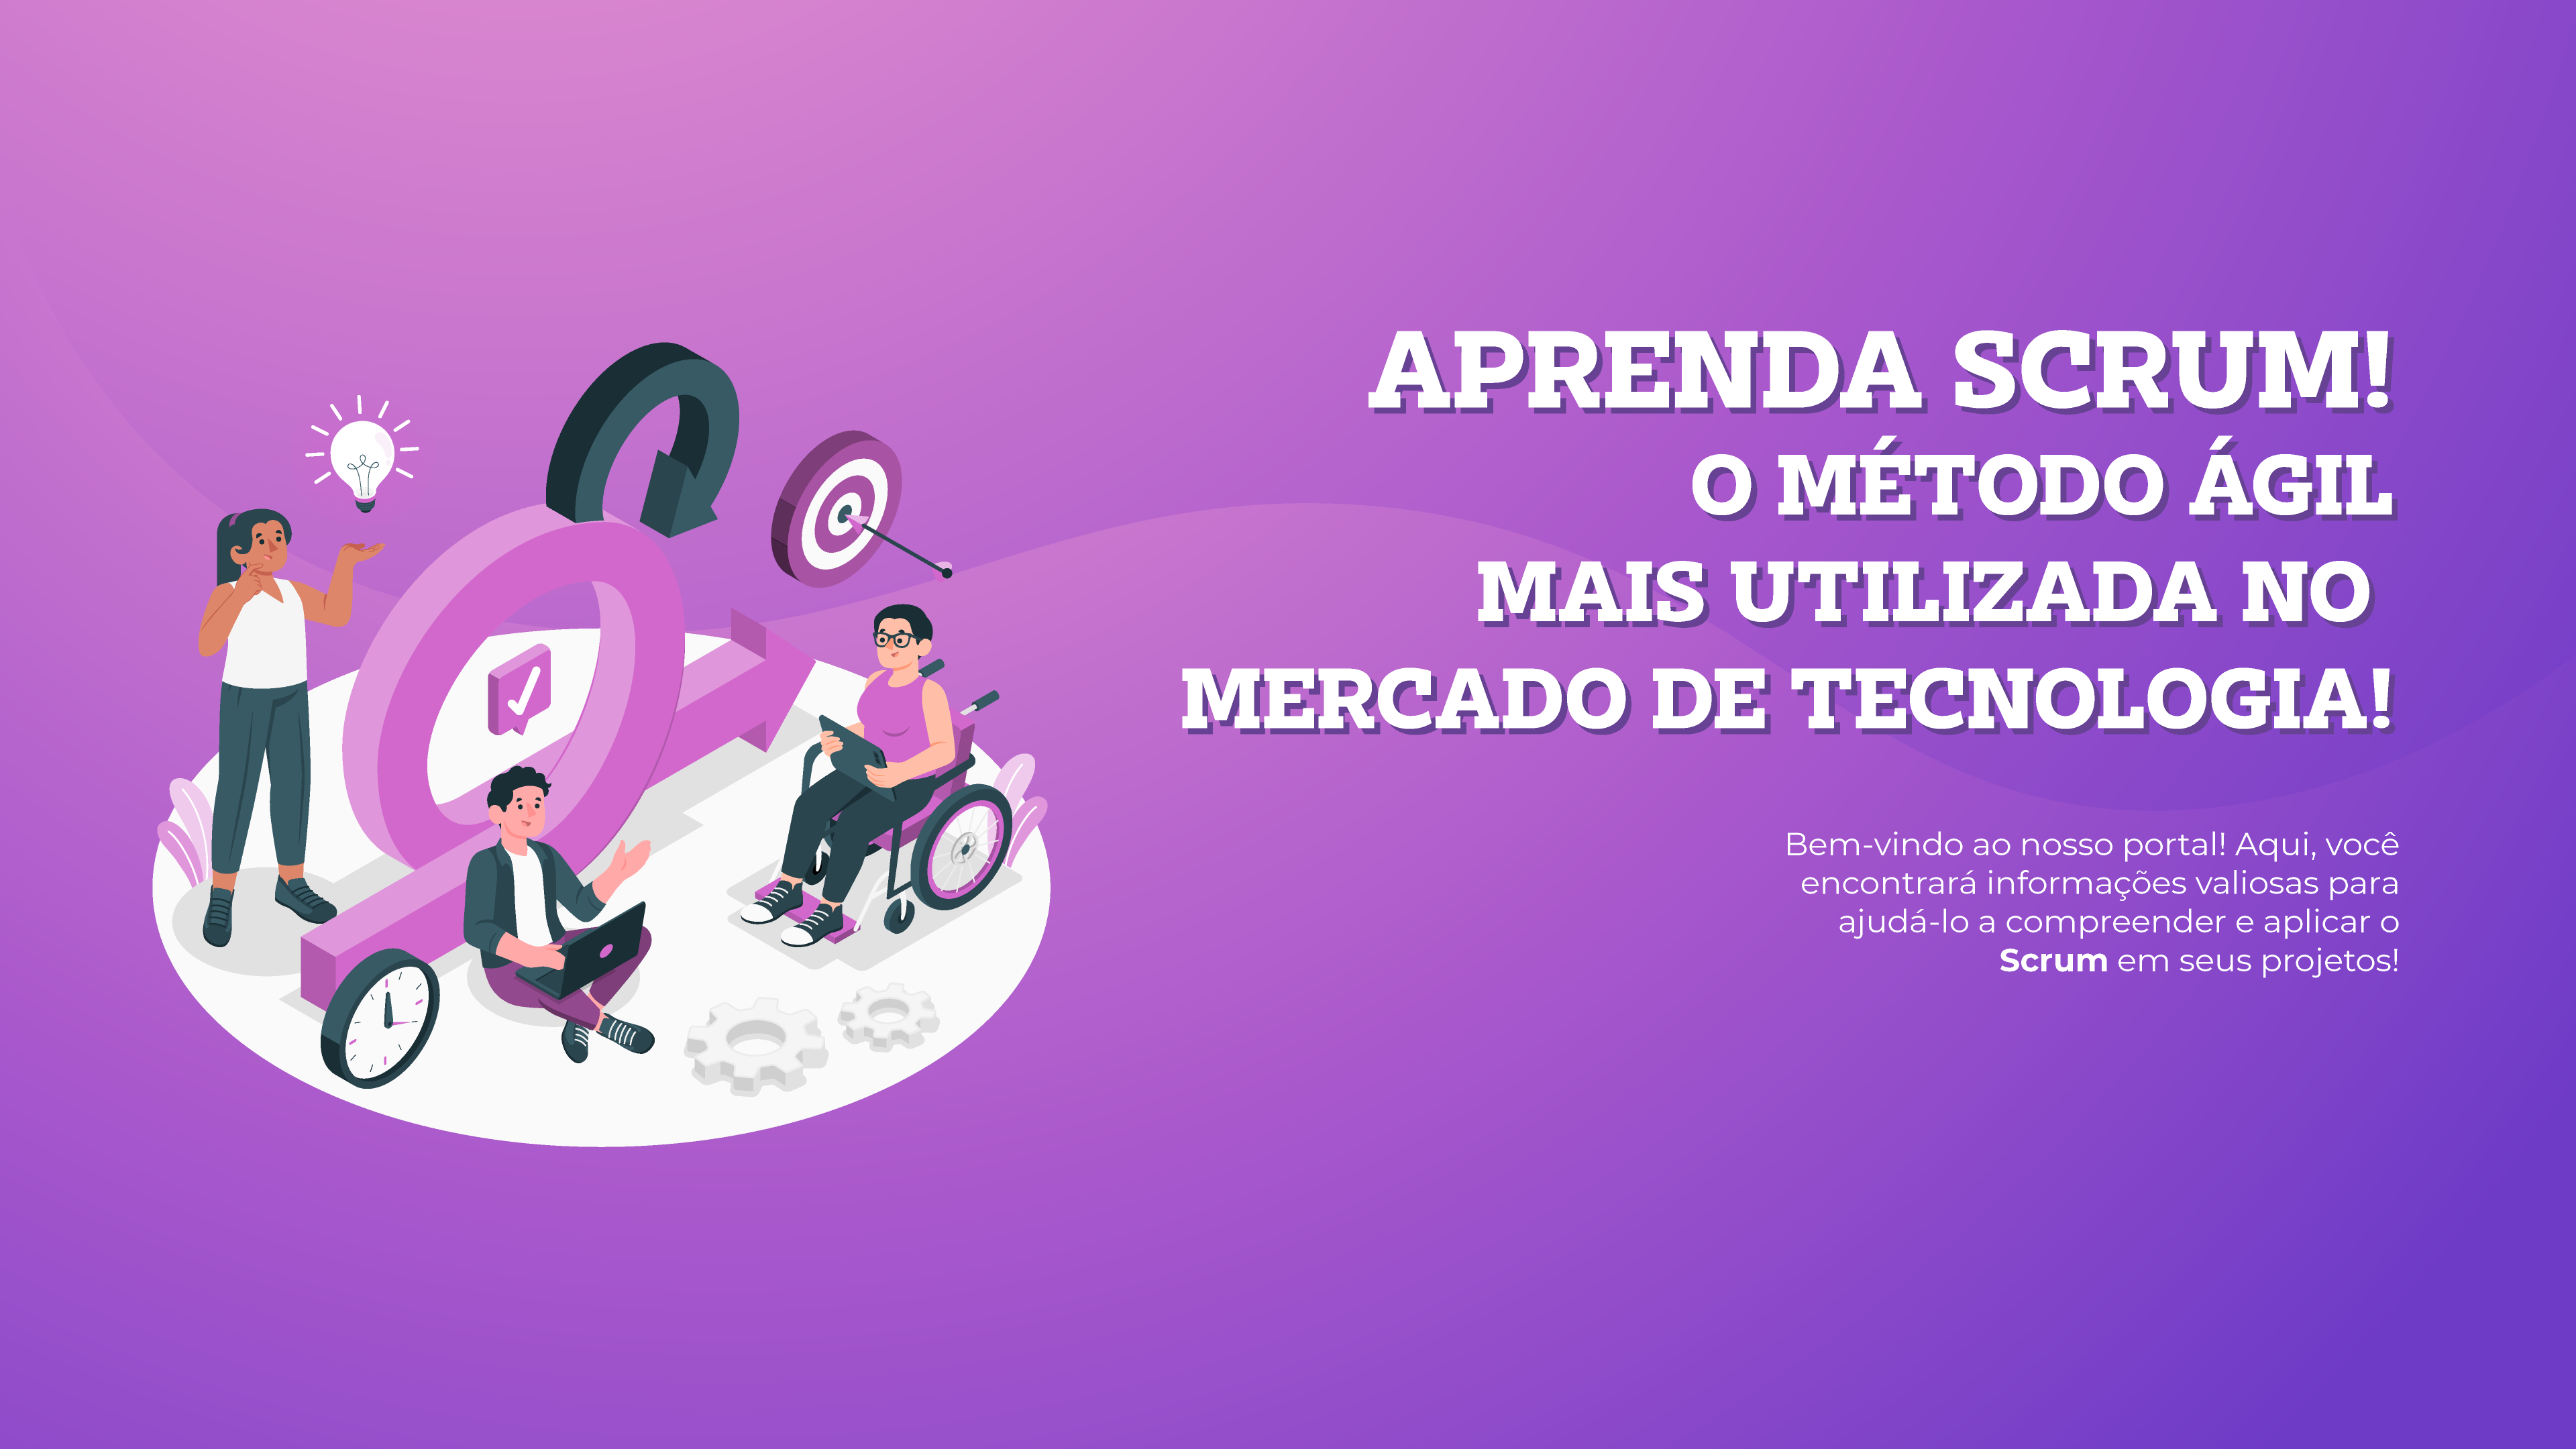 APRENDA SCRUM!
O MÉTODO ÁGIL
MAIS UTILIZADA NO
MERCADO DE TECNOLOGIA!
Bem-vindo ao nosso portal! Aqui, você
encontrará informações valiosas para
ajudá-lo a compreender e aplicar o
Scrum em seus projetos!